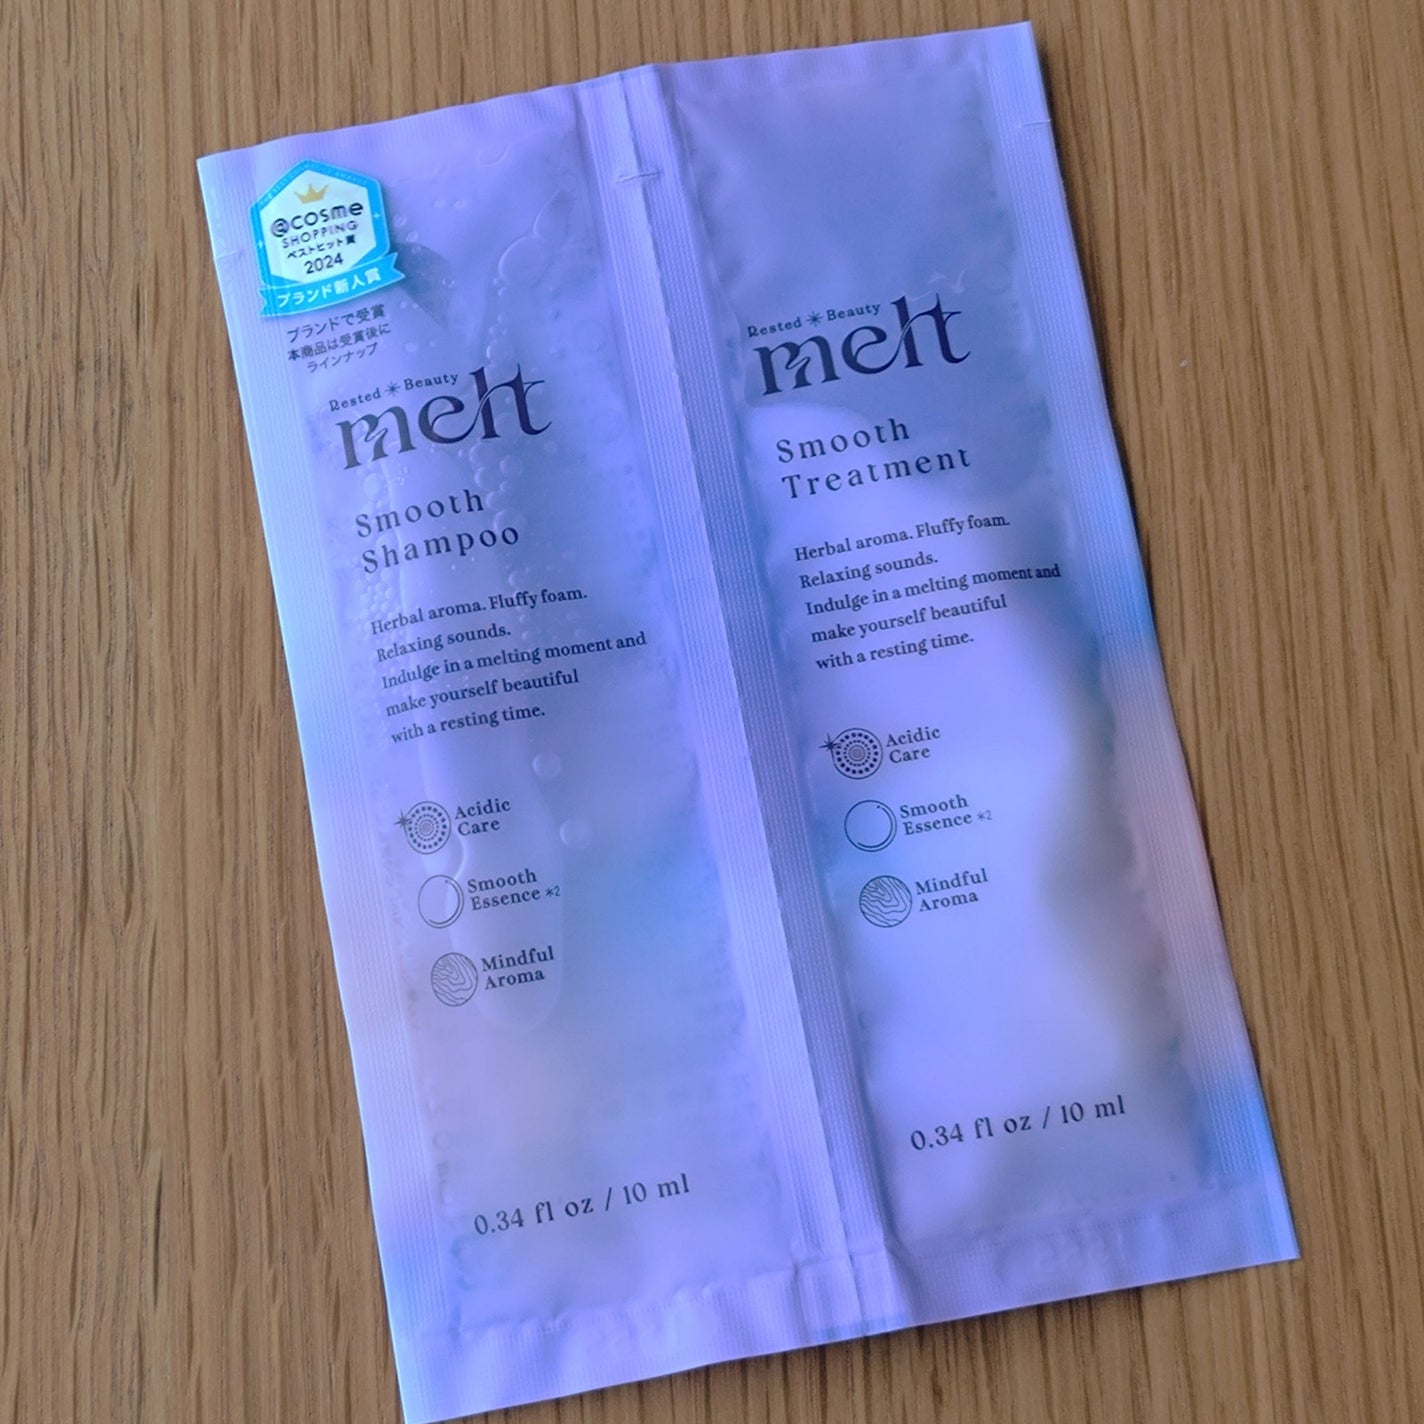 @cosme
SHOPPING
ベストヒット賞
2024
ブランド新人賞
ブランドで受賞
本商品は受賞後に
ラインナップ
Rested Beauty
melt
Smooth
Shampoo
Herbal aroma. Fluffy foam.
Relaxing sounds.
Indulge in a melting moment and
make yourself beautiful
with a resting time.
Acidic
Care
Smooth
Essence *2
Mindful
Aroma
0.34 fl oz / 10 ml
Rested Beauty
melt
Smooth
Treatment
Herbal aroma. Fluffy foam.
Relaxing sounds.
Indulge in a melting moment and
make yourself beautiful
with a resting time.
Acidic
Care
Smooth
Essence *2
Mindful
Aroma
0.34 fl oz / 10 ml